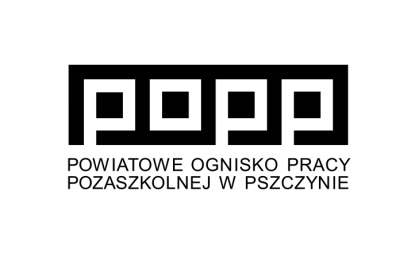 popp
POWIATOWE OGNISKO PRACY
POZASZKOLNEJ W PSZCZYNIE